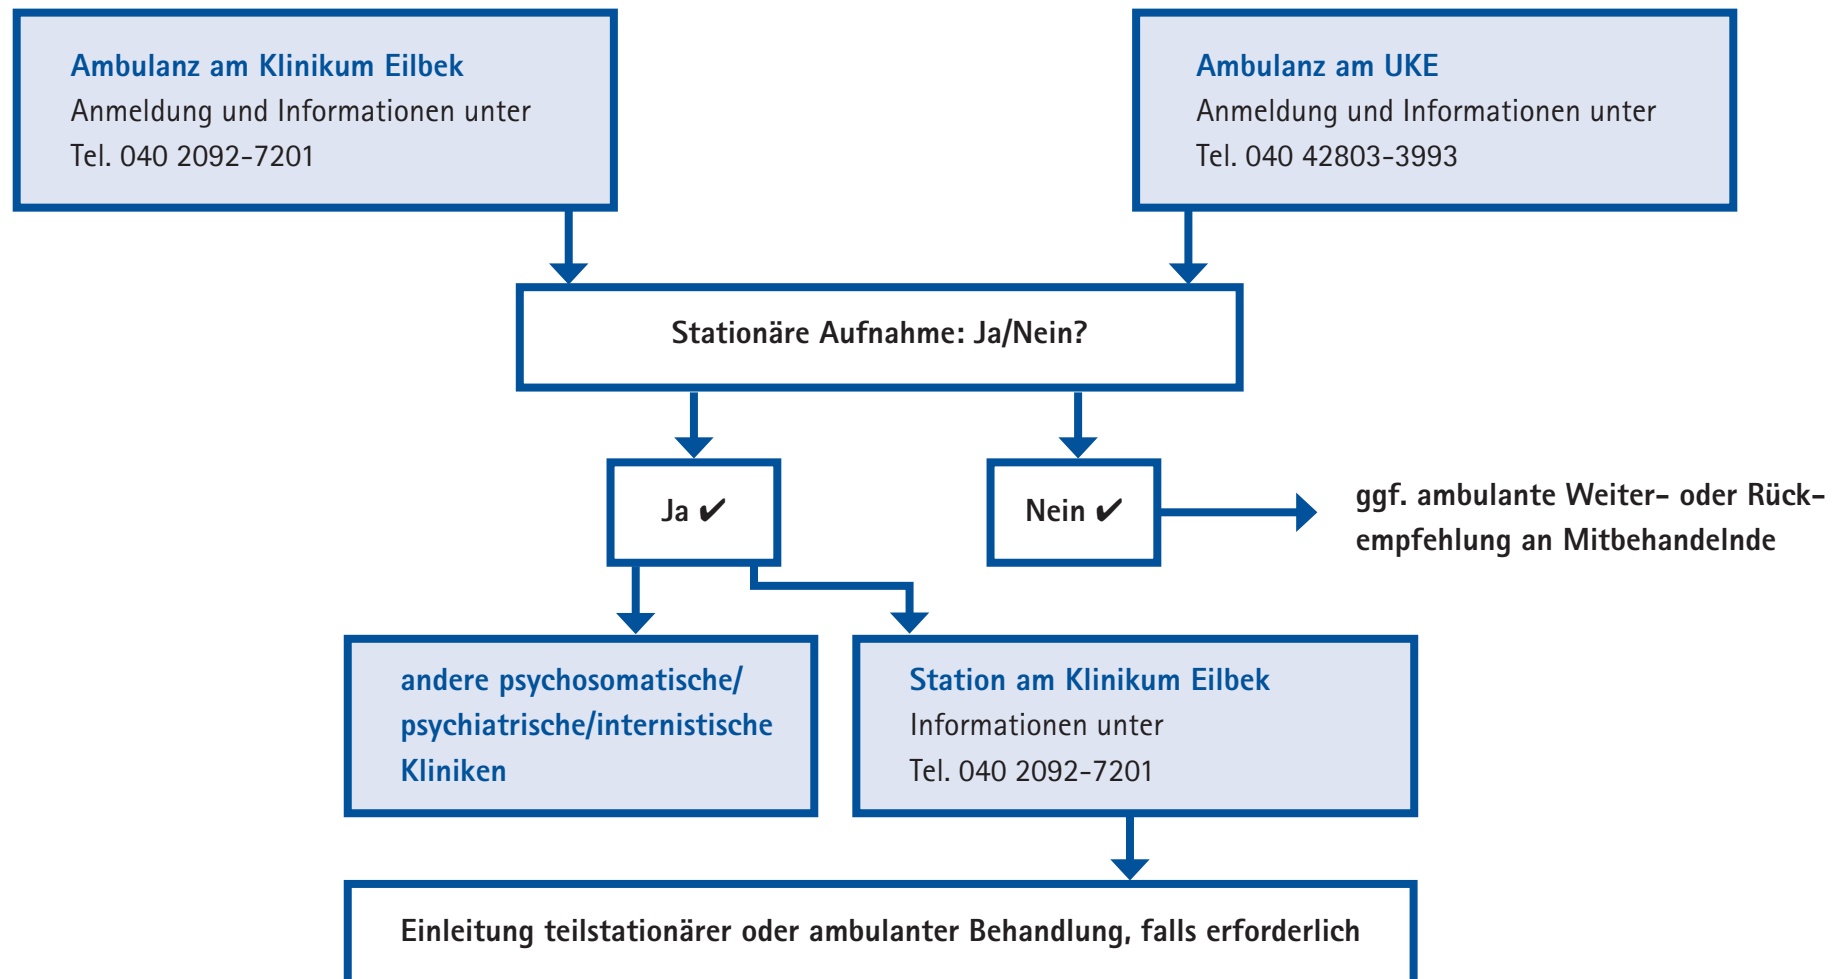 Ambulanz am Klinikum Eilbek
Anmeldung und Informationen unter
Tel. 040 2092-7201
Ambulanz am UKE
Anmeldung und Informationen unter
Tel. 040 42803-3993
Stationäre Aufnahme: Ja/Nein?
Ja ✔
Nein ✔
ggf. ambulante Weiter- oder Rück-
empfehlung an Mitbehandelnde
andere psychosomatische/
psychiatrische/internistische
Kliniken
Station am Klinikum Eilbek
Informationen unter
Tel. 040 2092-7201
Einleitung teilstationärer oder ambulanter Behandlung, falls erforderlich